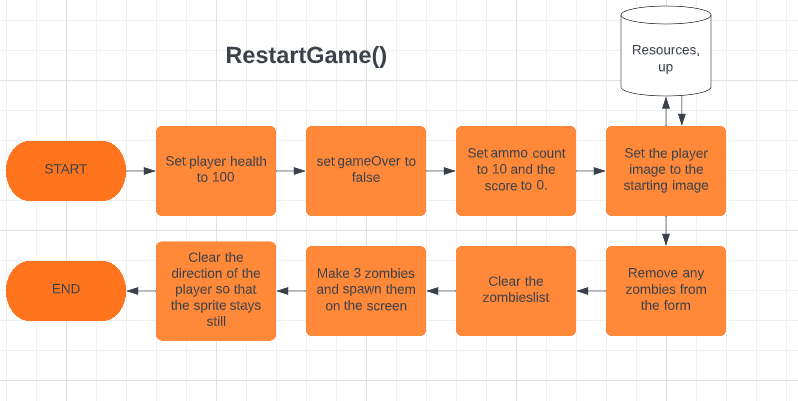 RestartGame()
Resources,
up
START
Set player health
to 100
set gameOver to
false
Set ammo count
to 10 and the
score to 0.
Set the player
image to the
starting image
Remove any
zombies from
the form
Clear the
zombieslist
Make 3 zombies
and spawn them
on the screen
Clear the
direction of the
player so that
the sprite stays
still
END